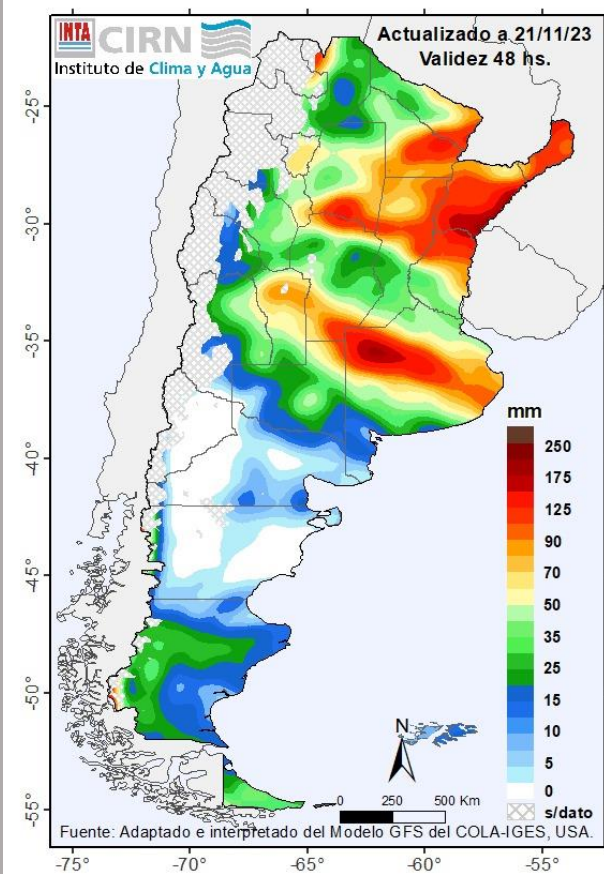 INTA
CIRN
Instituto de Clima y Agua
Actualizado a 21/11/23
Validez 48 hs.
-25°
-30°
-35°
-40°
-45°
-50°
-55°
mm
250
175
125
90
70
50
35
25
15
10
5
0
s/dato
N
0 250 500 Km
Fuente: Adaptado e interpretado del Modelo GFS del COLA-IGES, USA.
-75° -70° -65° -60° -55°